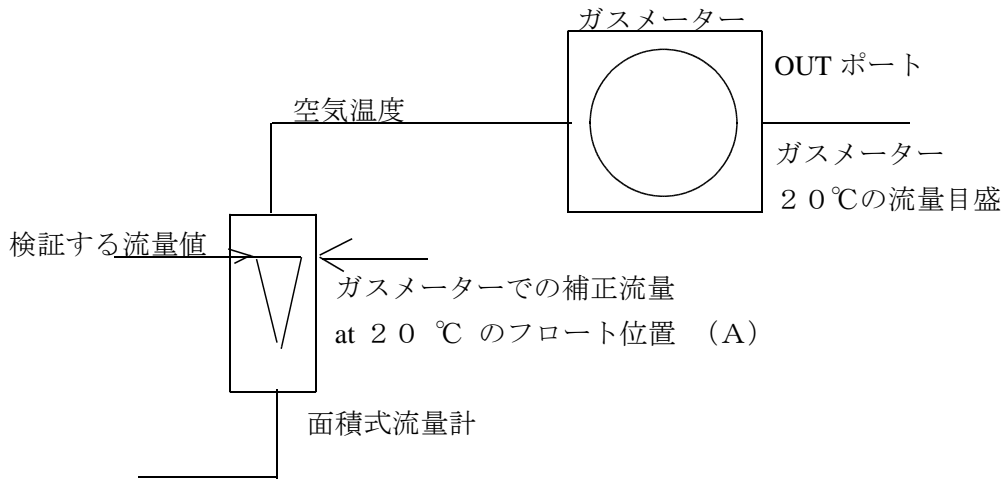 ガスメーター
OUT ポート
空気温度
ガスメーター
２０℃の流量目盛
検証する流量値
ガスメーターでの補正流量
at ２０ ℃ のフロート位置 （Ａ）
面積式流量計